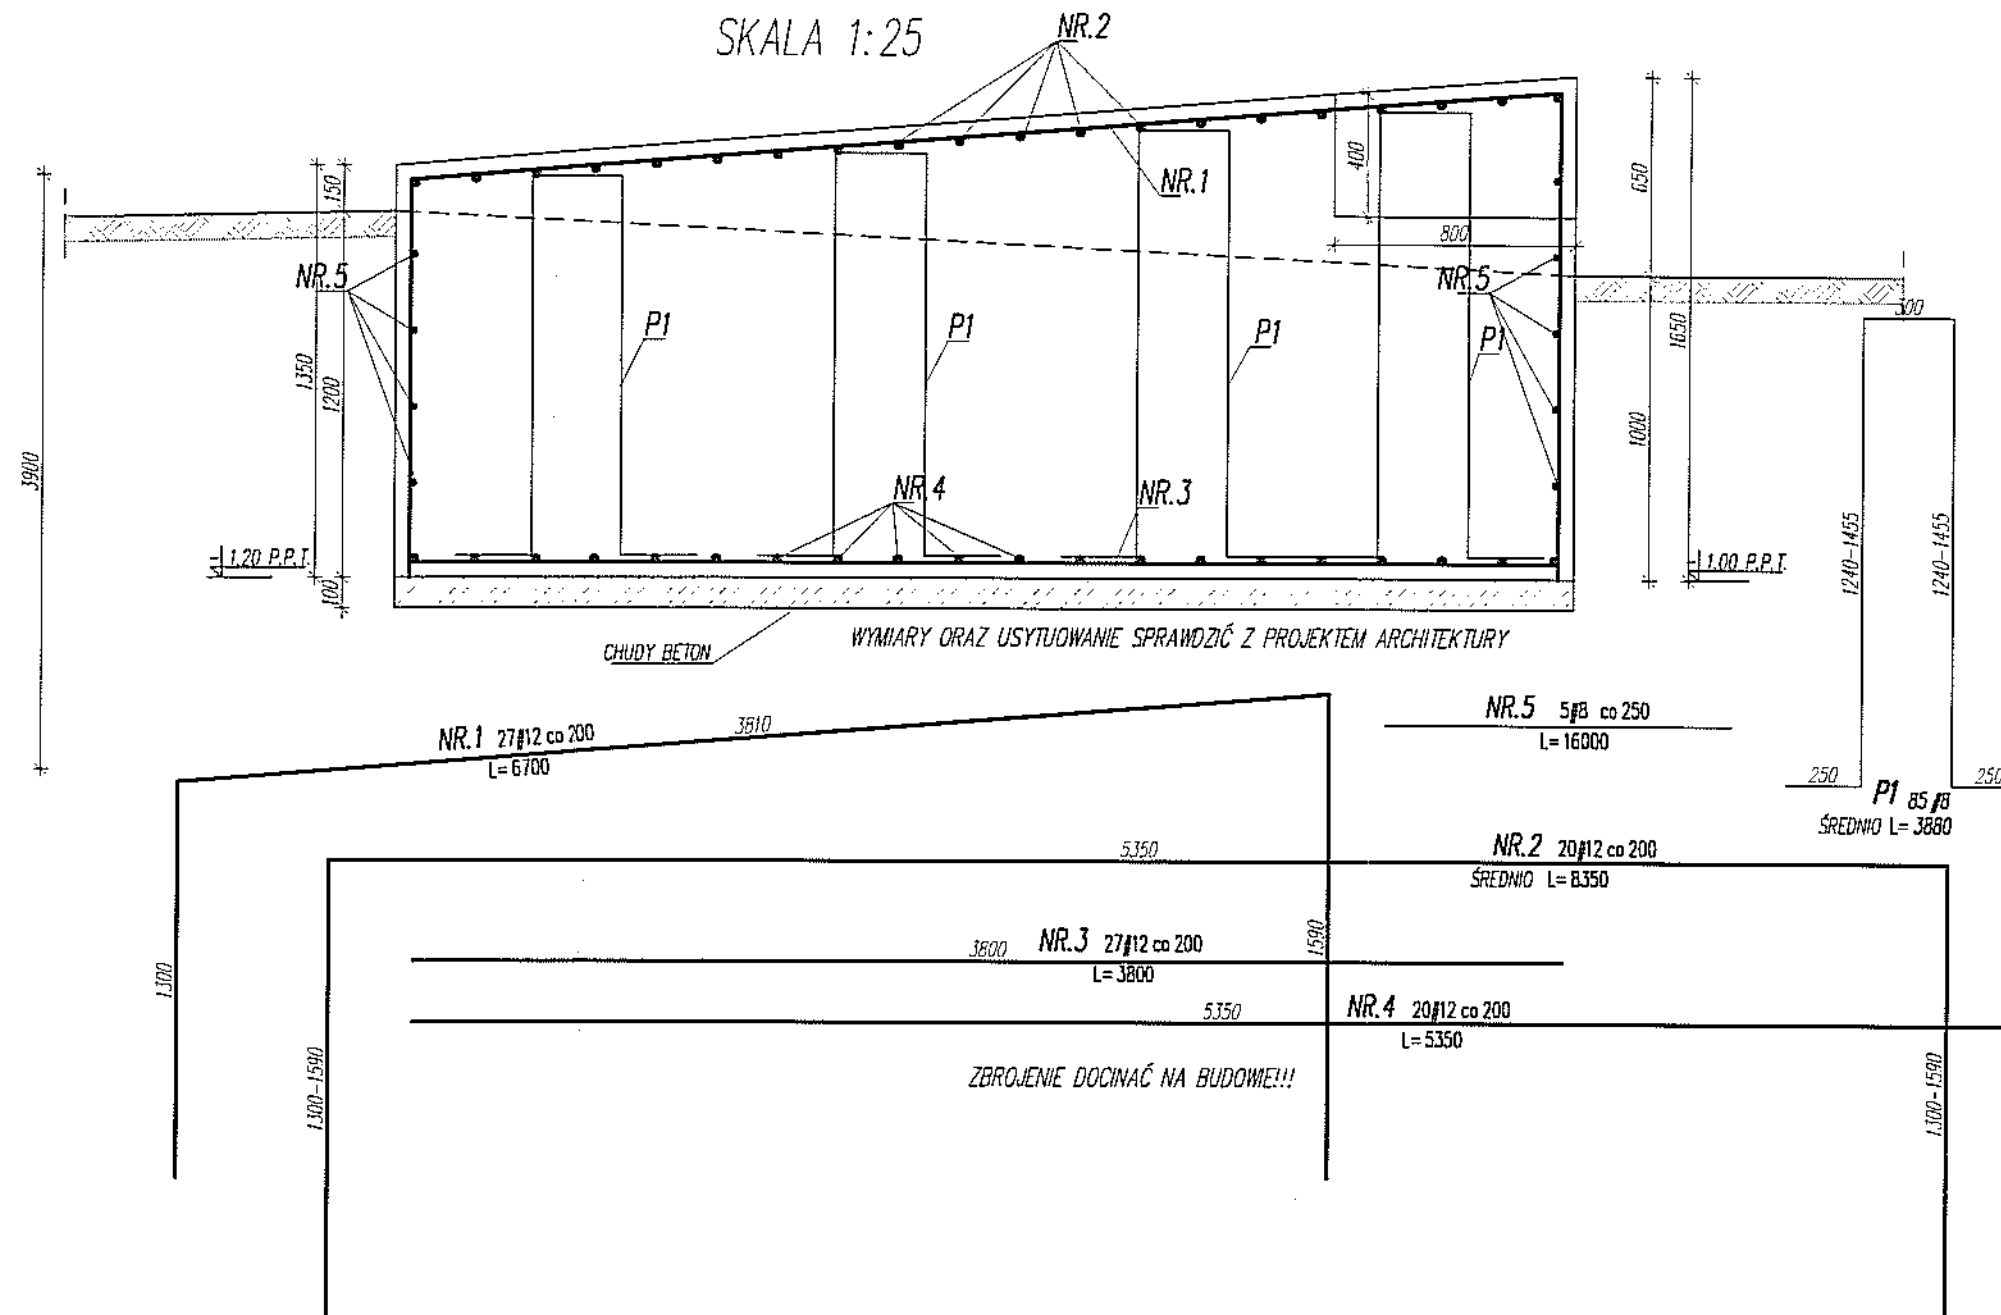 SKALA 1:25
NR.2
NR.1
400
800
650
1650
1000
150
1350
1200
100
3900
NR.5
NR.5
P1
P1
P1
P1
NR.4
NR.3
1.20 P.P.T.
1.00 P.P.T.
300
1240-1455
1240-1455
250
250
P1 85#8
ŚREDNIO L= 3880
CHUDY BETON
WYMIARY ORAZ USYTUOWANIE SPRAWDZIĆ Z PROJEKTEM ARCHITEKTURY
NR.1 27#12 co 200
L= 6700
3810
1300
1590
NR.5 5#8 co 250
L= 16000
5350
NR.2 20#12 co 200
ŚREDNIO L= 8350
1300-1590
1300-1590
3800
NR.3 27#12 co 200
L= 3800
5350
NR.4 20#12 co 200
L= 5350
ZBROJENIE DOCINAĆ NA BUDOWIE!!!